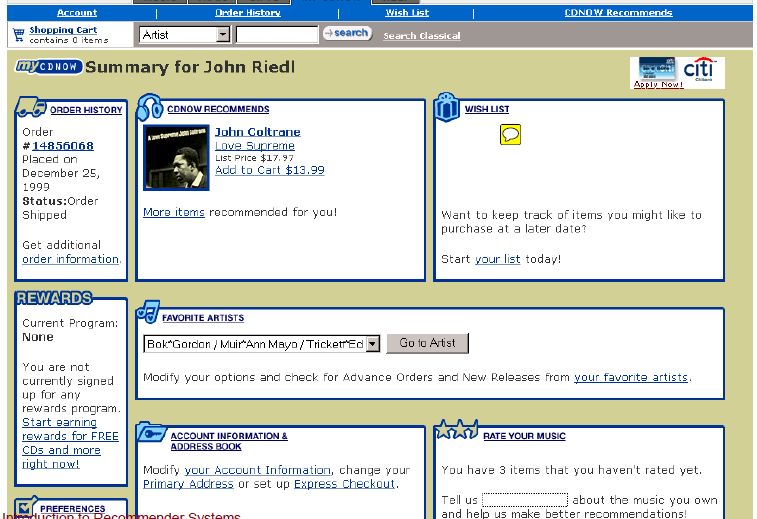 Account | Order History | Wish List | CDNOW Recommends
Shopping Cart
contains 0 items
Artist
search
Search Classical
my CDNOW Summary for John Riedl
citi
Apply Now!
ORDER HISTORY
Order
#14856068
Placed on
December 25,
1999
Status:Order
Shipped
Get additional
order information.
CDNOW RECOMMENDS
John Coltrane
Love Supreme
List Price $17.97
Add to Cart $13.99
More items recommended for you!
WISH LIST
Want to keep track of items you might like to
purchase at a later date?
Start your list today!
REWARDS
Current Program:
None
You are not
currently signed
up for any
rewards program.
Start earning
rewards for FREE
CDs and more
right now!
FAVORITE ARTISTS
Bok*Gordon / Muir*Ann Mayo / Trickett*Ed
Go to Artist
Modify your options and check for Advance Orders and New Releases from your favorite artists.
ACCOUNT INFORMATION &
ADDRESS BOOK
Modify your Account Information, change your
Primary Address or set up Express Checkout.
RATE YOUR MUSIC
You have 3 items that you haven't rated yet.
Tell us about the music you own
and help us make better recommendations!
PREFERENCES
Introduction to Recommender Systems